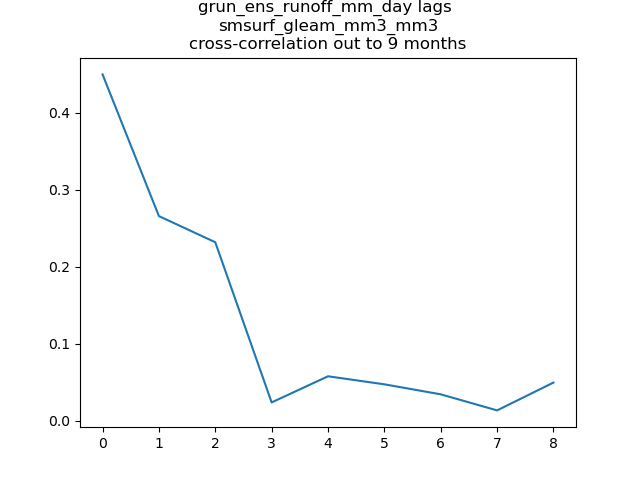 grun_ens_runoff_mm_day lags
smsurf_gleam_mm3_mm3
cross-correlation out to 9 months
0.4
0.3
0.2
0.1
0.0
0 1 2 3 4 5 6 7 8